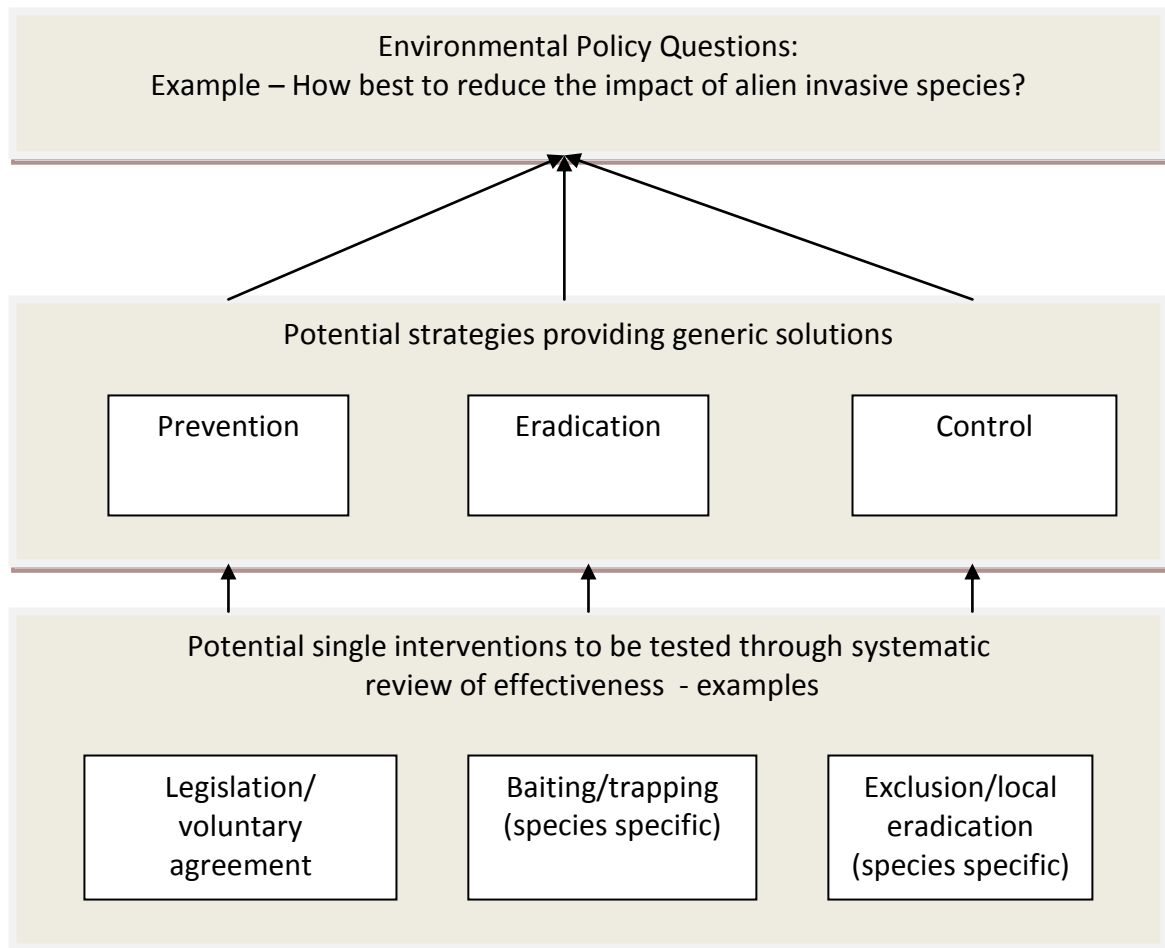 Environmental Policy Questions:
Example – How best to reduce the impact of alien invasive species?
Potential strategies providing generic solutions
Prevention
Eradication
Control
Potential single interventions to be tested through systematic
review of effectiveness - examples
Legislation/
voluntary
agreement
Baiting/trapping
(species specific)
Exclusion/local
eradication
(species specific)